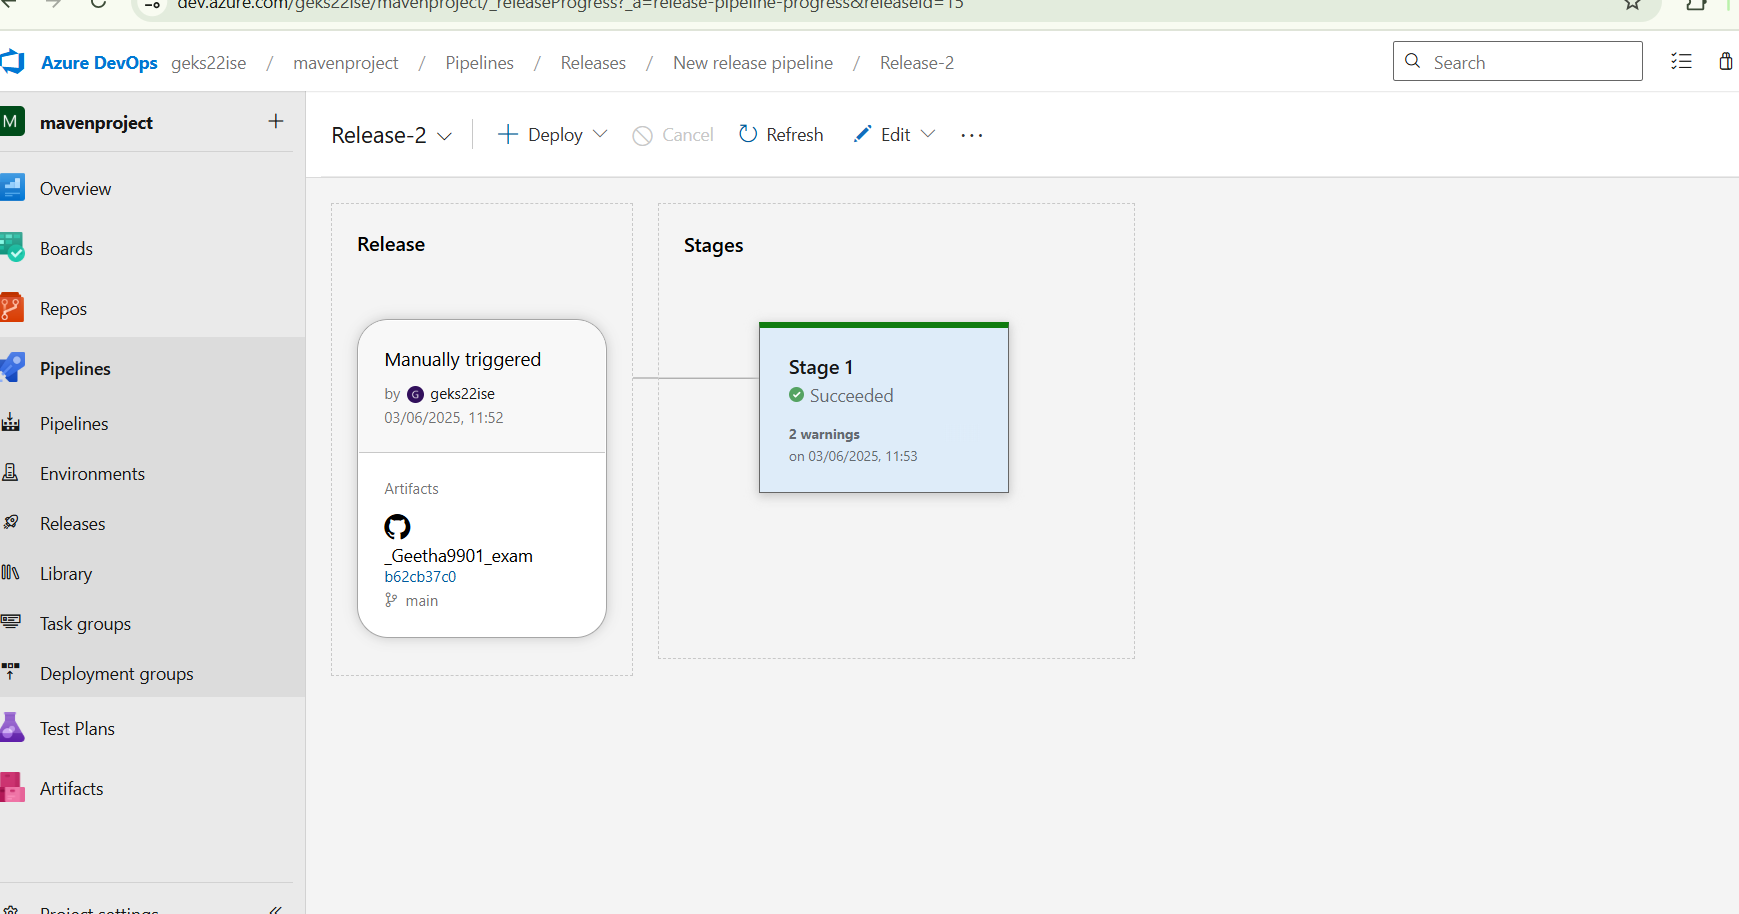 dev.azure.com/geks22ise/mavenproject/_releaseProgress?_a=release-pipeline-progress&releaseId=15
Azure DevOps geks22ise / mavenproject / Pipelines / Releases / New release pipeline / Release-2
Search
M mavenproject
Release-2 Deploy Cancel Refresh Edit
Overview
Boards
Repos
Pipelines
Pipelines
Environments
Releases
Library
Task groups
Deployment groups
Test Plans
Artifacts
Project settings
Release
Manually triggered
by G geks22ise
03/06/2025, 11:52
Artifacts
_Geetha9901_exam
b62cb37c0
main
Stages
Stage 1
Succeeded
2 warnings
on 03/06/2025, 11:53